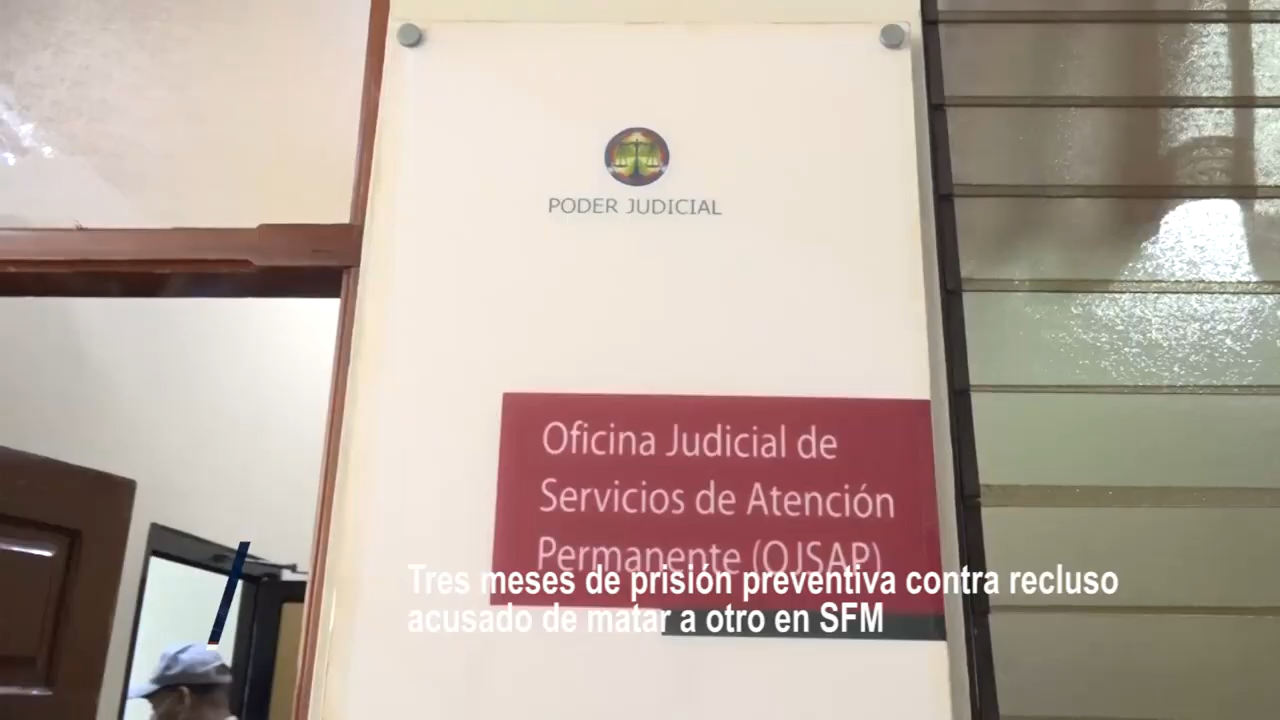 PODER JUDICIAL
Oficina Judicial de
Servicios de Atención
Permanente (OJSAP)
Tres meses de prisión preventiva contra recluso
acusado de matar a otro en SFM